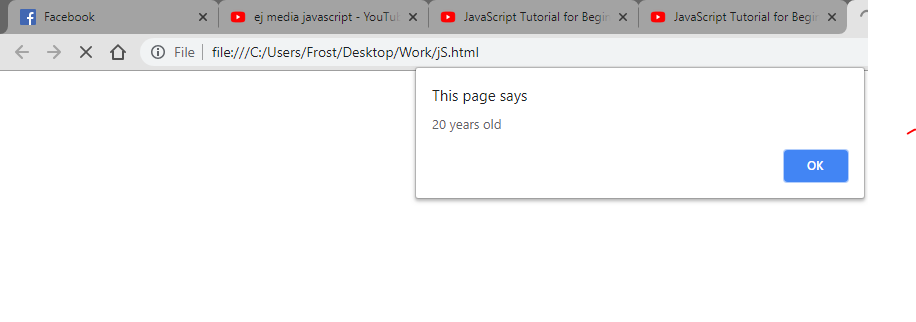 Facebook
ej media javascript - YouTu
JavaScript Tutorial for Begin
JavaScript Tutorial for Begin
File
file:///C:/Users/Frost/Desktop/Work/jS.html
This page says
20 years old
OK